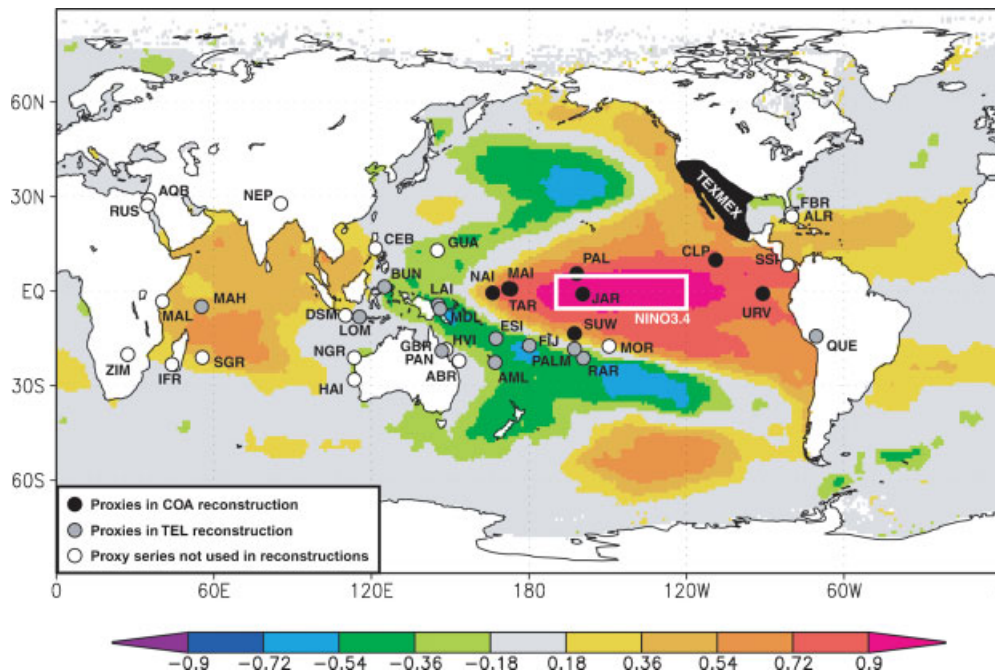 60N
30N
EQ
30S
60S
AQB
RUS
NEP
CEB
GUA
BUN
NAI
MAI
PAL
CLP
TEXMEX
FBR
ALR
SSI
MAH
MAL
DSM
LOM
LAI
MDL
TAR
JAR
NINO3.4
URV
ESI
SUW
ZIM
IFR
SGR
NGR
HAI
GBR
PAN
HVI
ABR
FIJ
PALM
AML
MOR
RAR
QUE
Proxies in COA reconstruction
Proxies in TEL reconstruction
Proxy series not used in reconstructions
0 60E 120E 180 120W 60W
−0.9 −0.72 −0.54 −0.36 −0.18 0.18 0.36 0.54 0.72 0.9